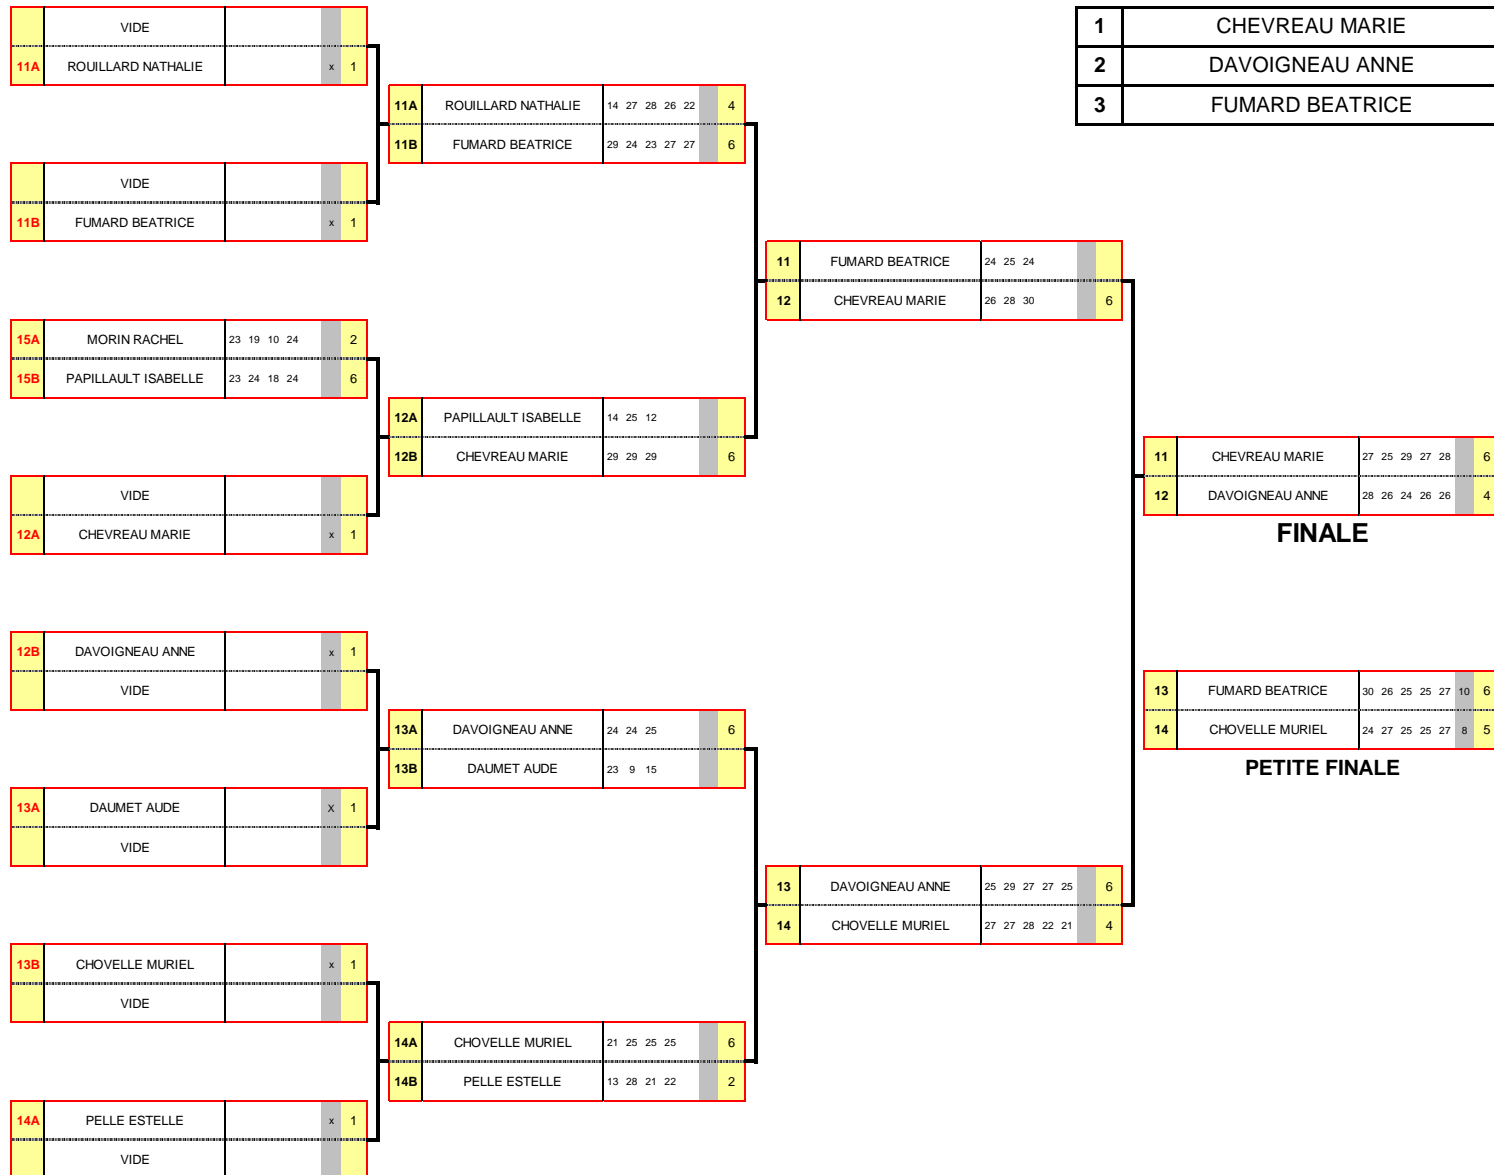 VIDE
11A ROUILLARD NATHALIE x 1
VIDE
11B FUMARD BEATRICE x 1
15A MORIN RACHEL 23 19 10 24 2
15B PAPILLAULT ISABELLE 23 24 18 24 6
VIDE
12A CHEVREAU MARIE x 1
12B DAVOIGNEAU ANNE x 1
VIDE
13A DAUMET AUDE X 1
VIDE
13B CHOVELLE MURIEL x 1
VIDE
14A PELLE ESTELLE x 1
VIDE
11A ROUILLARD NATHALIE 14 27 28 26 22 4
11B FUMARD BEATRICE 29 24 23 27 27 6
12A PAPILLAULT ISABELLE 14 25 12
12B CHEVREAU MARIE 29 29 29 6
13A DAVOIGNEAU ANNE 24 24 25 6
13B DAUMET AUDE 23 9 15
14A CHOVELLE MURIEL 21 25 25 25 6
14B PELLE ESTELLE 13 28 21 22 2
11 FUMARD BEATRICE 24 25 24
12 CHEVREAU MARIE 26 28 30 6
13 DAVOIGNEAU ANNE 25 29 27 27 25 6
14 CHOVELLE MURIEL 27 27 28 22 21 4
1 CHEVREAU MARIE
2 DAVOIGNEAU ANNE
3 FUMARD BEATRICE
11 CHEVREAU MARIE 27 25 29 27 28 6
12 DAVOIGNEAU ANNE 28 26 24 26 26 4
FINALE
13 FUMARD BEATRICE 30 26 25 25 27 10 6
14 CHOVELLE MURIEL 24 27 25 25 27 8 5
PETITE FINALE